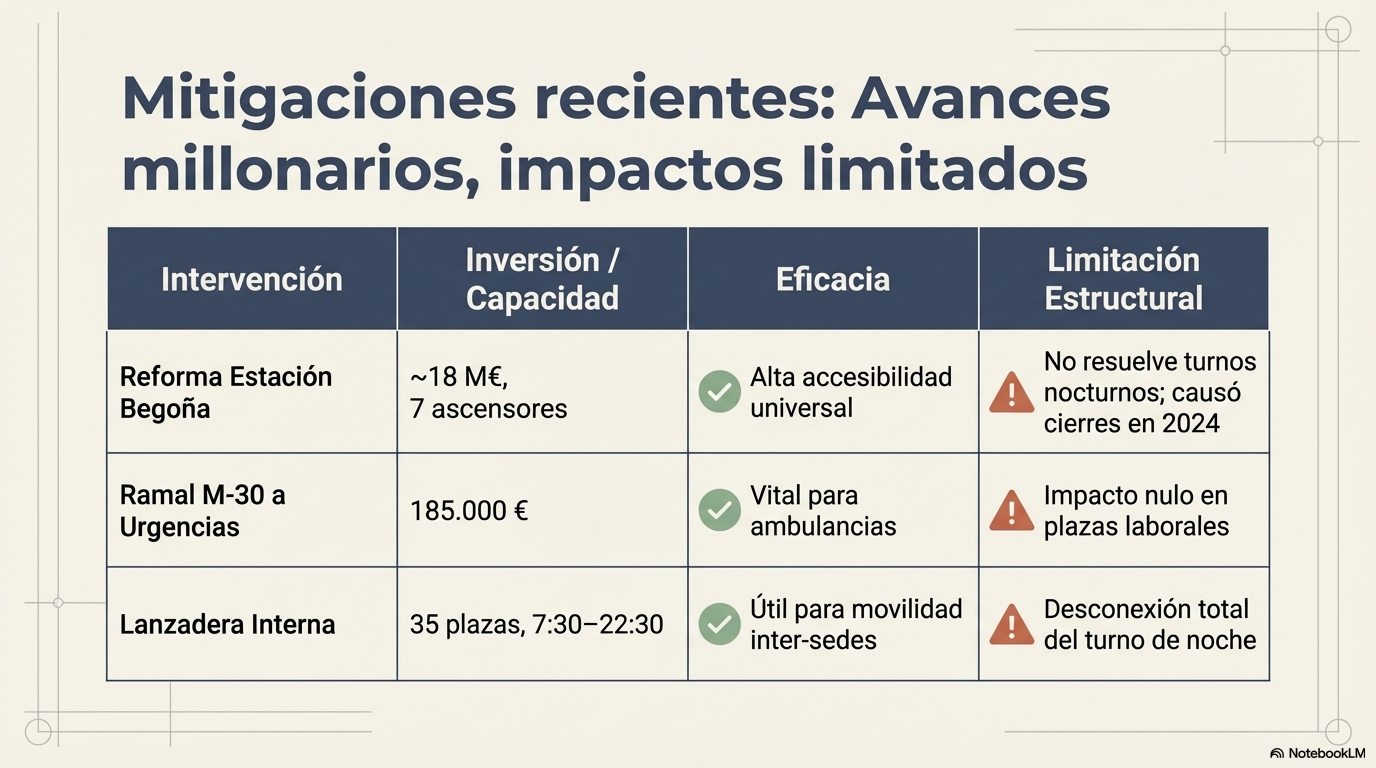 Mitigaciones recientes: Avances
millonarios, impactos limitados
Intervención
Inversión /
Capacidad
Eficacia
Limitación
Estructural
Reforma Estación
Begoña
~18 M€,
7 ascensores
Alta accesibilidad
universal
No resuelve turnos
nocturnos; causó
cierres en 2024
Ramal M-30 a
Urgencias
185.000 €
Vital para
ambulancias
Impacto nulo en
plazas laborales
Lanzadera Interna
35 plazas, 7:30–22:30
Útil para movilidad
inter-sedes
Desconexión total
del turno de noche
NotebookLM